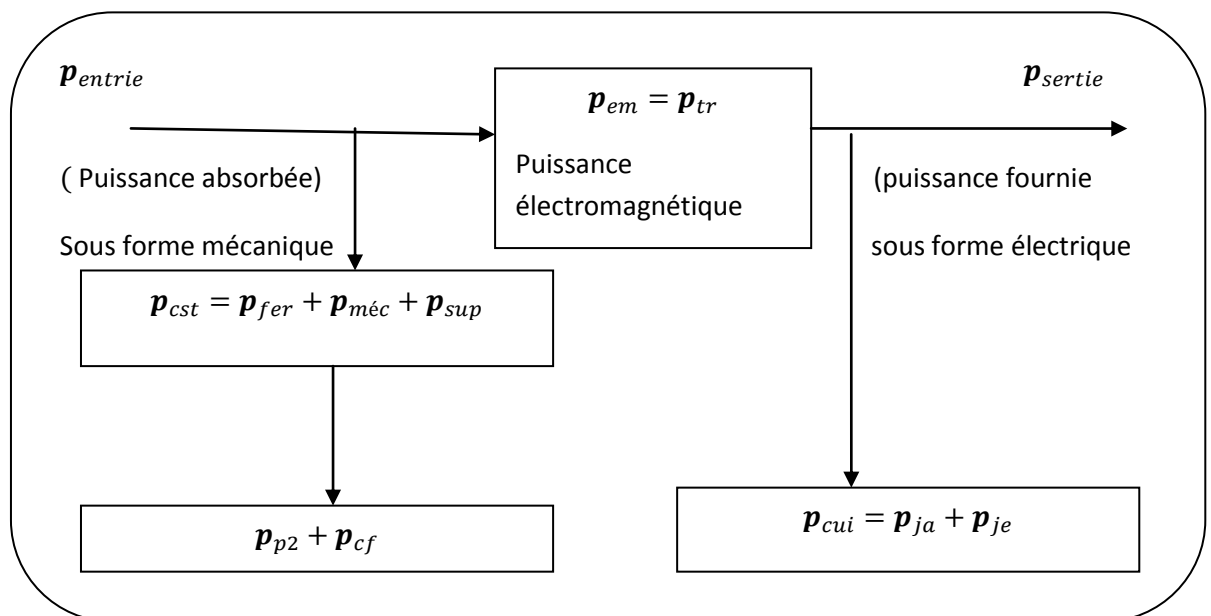 p_entrie
p_em = p_tr
p_sertie
( Puissance absorbée)
Puissance
électromagnétique
(puissance fournie
Sous forme mécanique
sous forme électrique
p_cst = p_fer + p_méc + p_sup
p_cui = p_ja + p_je
p_p2 + p_cf